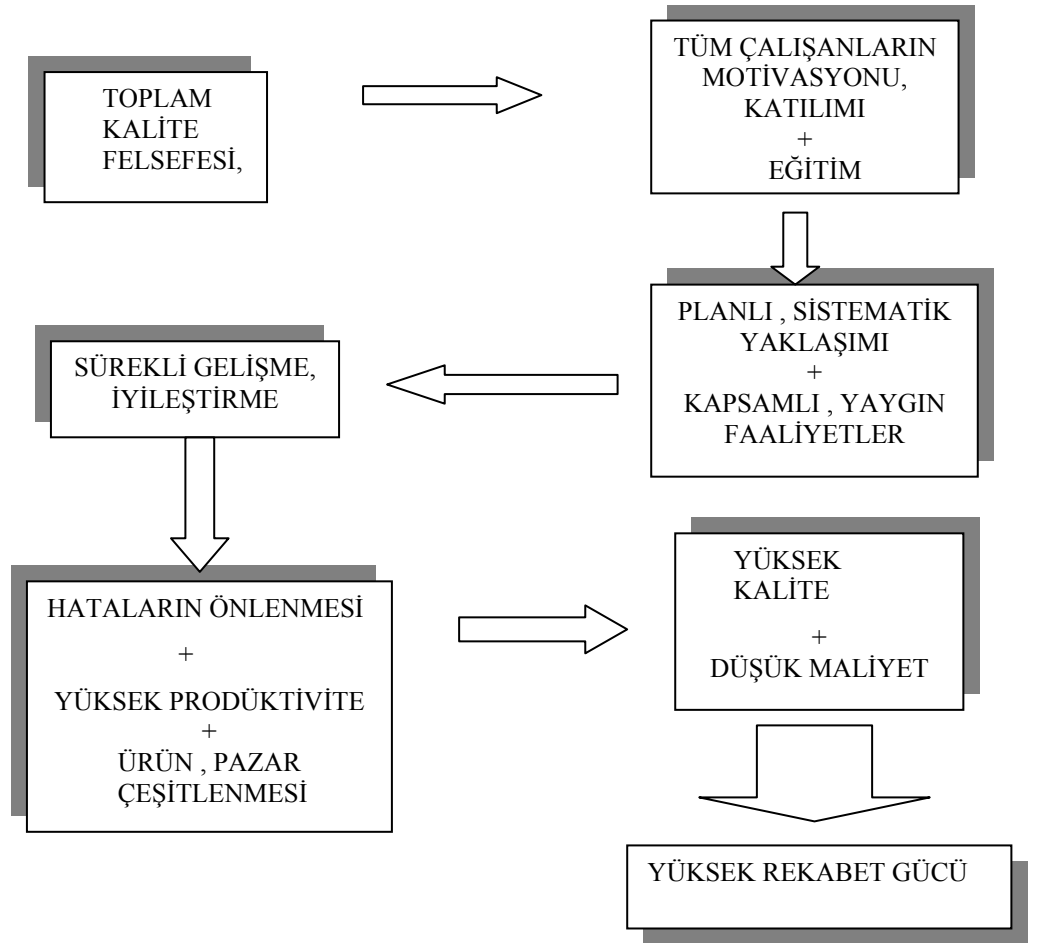 TOPLAM
KALİTE
FELSEFESİ,
TÜM ÇALIŞANLARIN
MOTİVASYONU,
KATILIMI
+
EĞİTİM
PLANLI , SİSTEMATİK
YAKLAŞIMI
+
KAPSAMLI , YAYGIN
FAALİYETLER
SÜREKLİ GELİŞME,
İYİLEŞTİRME
HATALARIN ÖNLENMESİ
+
YÜKSEK PRODÜKTİVİTE
+
ÜRÜN , PAZAR
ÇEŞİTLENMESİ
YÜKSEK
KALİTE
+
DÜŞÜK MALİYET
YÜKSEK REKABET GÜCÜ